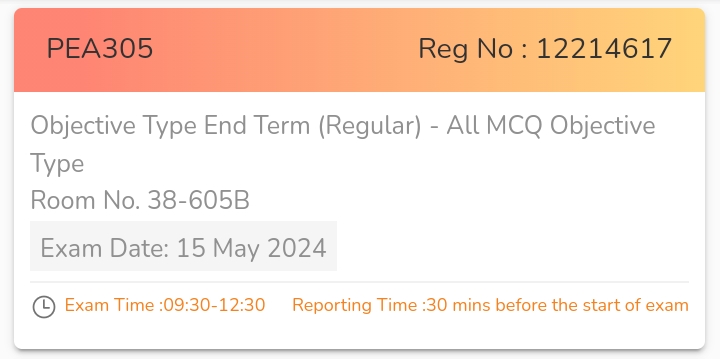 PEA305 Reg No : 12214617
Objective Type End Term (Regular) - All MCQ Objective
Type
Room No. 38-605B
Exam Date: 15 May 2024
Exam Time :09:30-12:30 Reporting Time :30 mins before the start of exam